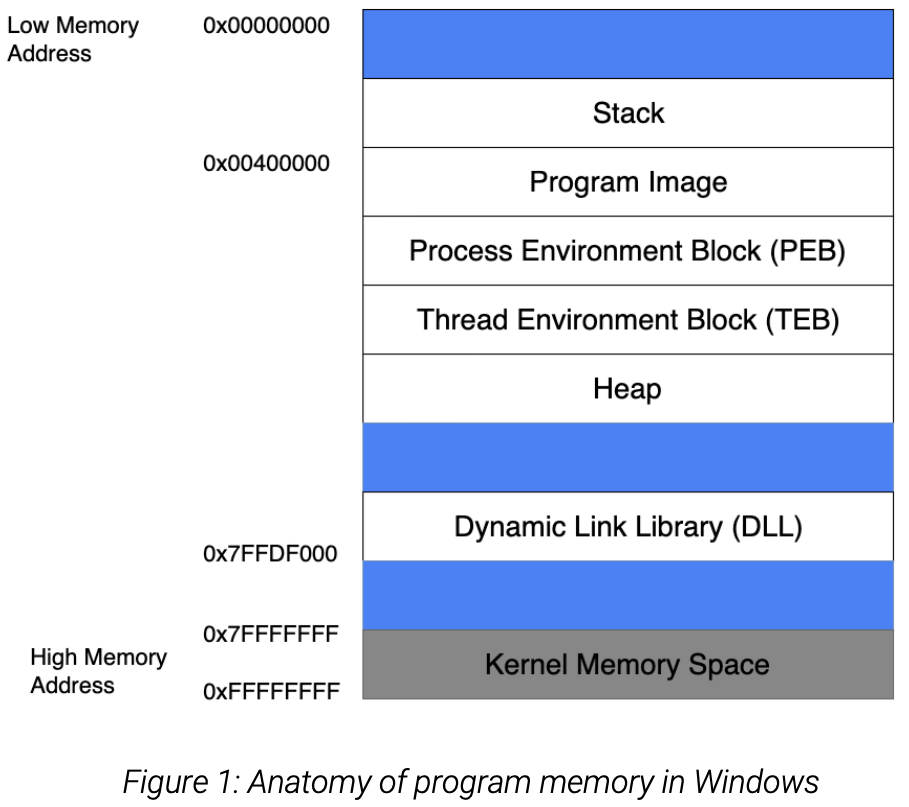 Low Memory
Address
0x00000000
Stack
0x00400000
Program Image
Process Environment Block (PEB)
Thread Environment Block (TEB)
Heap
Dynamic Link Library (DLL)
0x7FFDF000
0x7FFFFFFF
High Memory
Address
Kernel Memory Space
0xFFFFFFFF
Figure 1: Anatomy of program memory in Windows